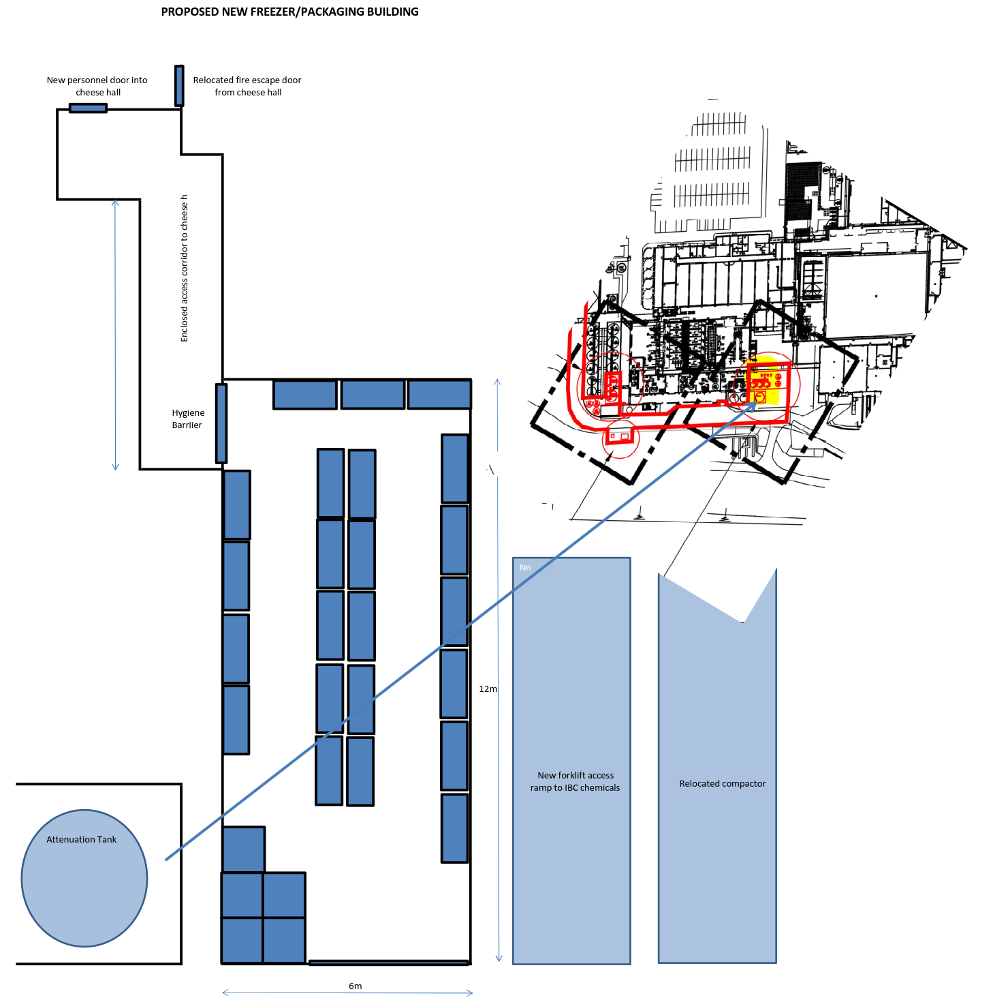 PROPOSED NEW FREEZER/PACKAGING BUILDING
New personnel door into
cheese hall
Relocated fire escape door
from cheese hall
Enclosed access corridor to cheese h
Hygiene
Barriier
12m
Nn
New forklift access
ramp to IBC chemicals
Relocated compactor
Attenuation Tank
6m